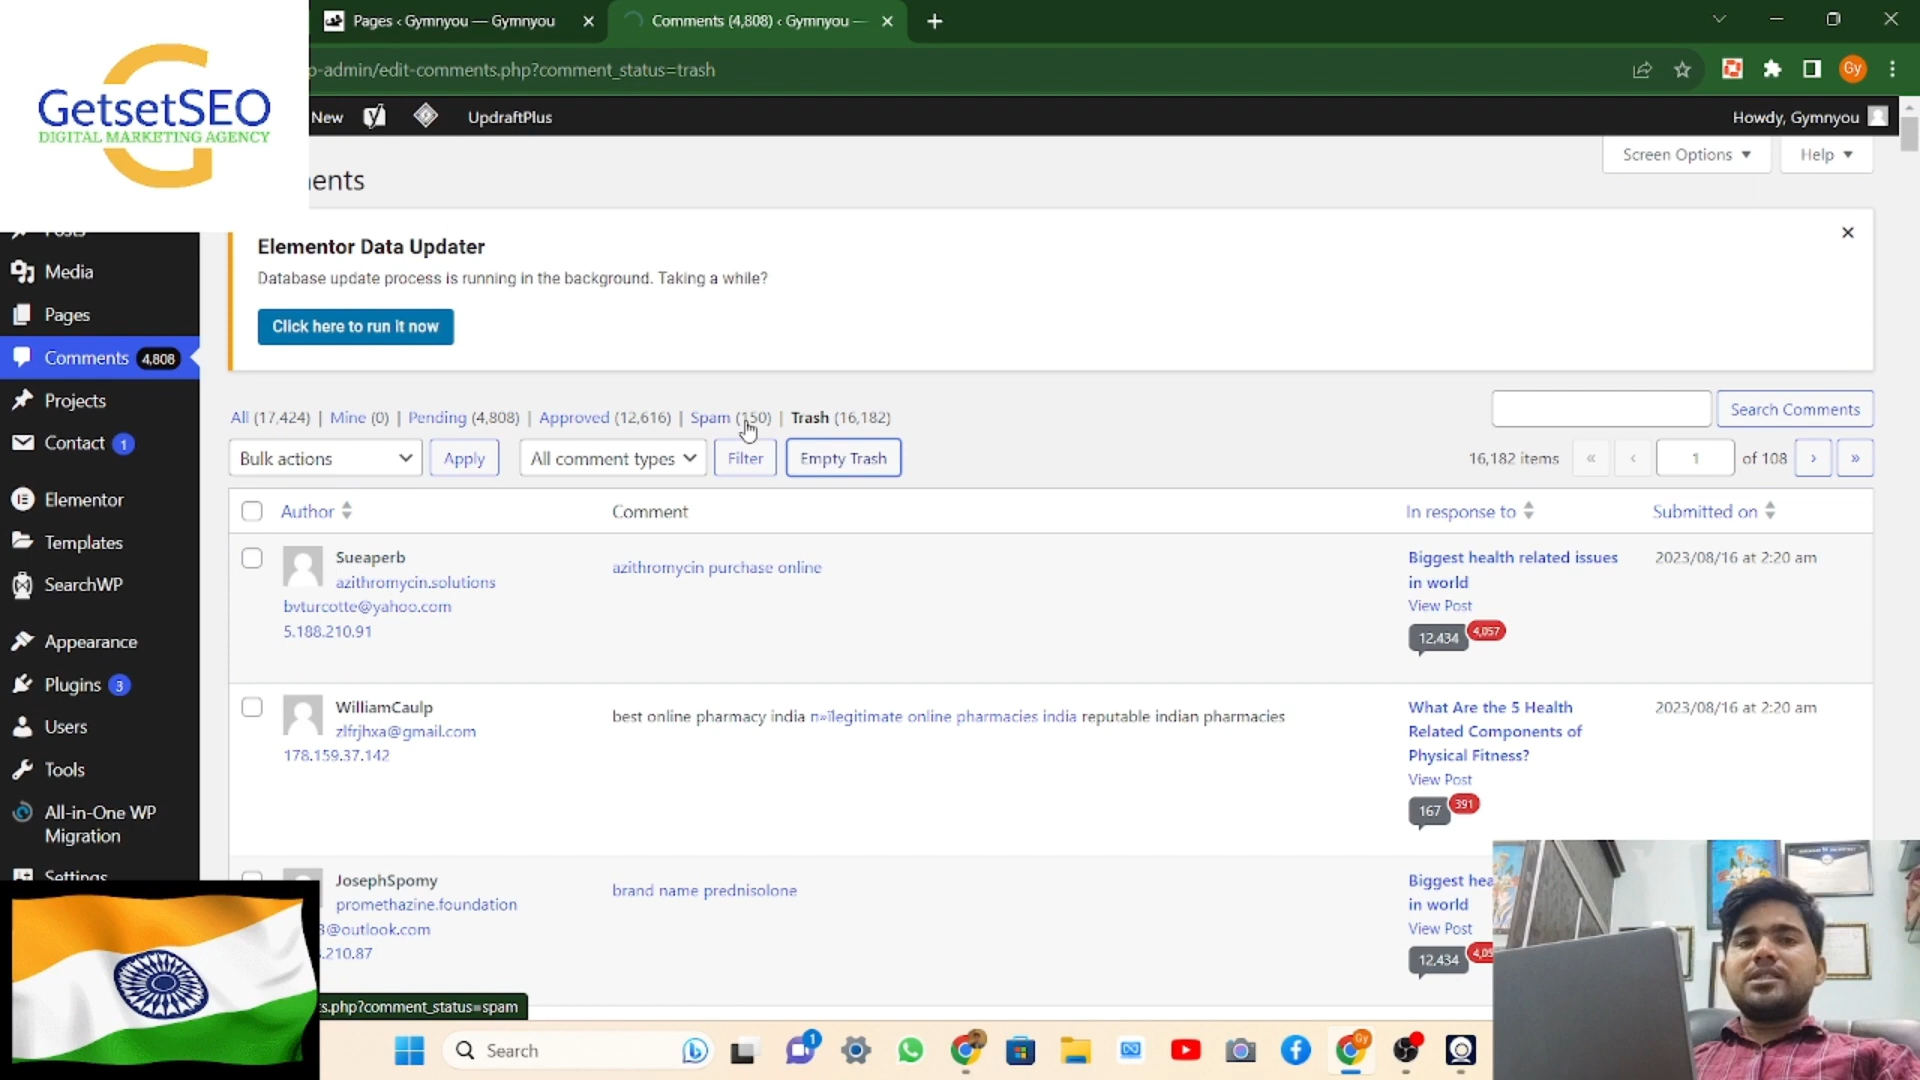 Pages ‹ Gymnyou — Gymnyou
Comments (4,808) ‹ Gymnyou —
p-admin/edit-comments.php?comment_status=trash
Gy
GetsetSEO
DIGITAL MARKETING AGENCY
New
UpdraftPlus
Howdy, Gymnyou
Screen Options
Help
ents
Elementor Data Updater
Database update process is running in the background. Taking a while?
Click here to run it now
Posts
Media
Pages
Comments 4,808
Projects
Contact 1
Elementor
Templates
SearchWP
Appearance
Plugins 3
Users
Tools
All-in-One WP
Migration
Settings
All (17,424) | Mine (0) | Pending (4,808) | Approved (12,616) | Spam (150) | Trash (16,182)
Search Comments
Bulk actions
Apply
All comment types
Filter
Empty Trash
16,182 items
«
‹
1
of 108
›
»
Author
Comment
In response to
Submitted on
Sueaperb
azithromycin.solutions
bvturcotte@yahoo.com
5.188.210.91
azithromycin purchase online
Biggest health related issues
in world
View Post
12,434
4,057
2023/08/16 at 2:20 am
WilliamCaulp
zlfrjhxa@gmail.com
178.159.37.142
best online pharmacy india п»їlegitimate online pharmacies india reputable indian pharmacies
What Are the 5 Health
Related Components of
Physical Fitness?
View Post
167
391
2023/08/16 at 2:20 am
JosephSpomy
promethazine.foundation
3@outlook.com
.210.87
brand name prednisolone
Biggest hea
in world
View Post
12,434
4,05
s.php?comment_status=spam
Search
1
Gy